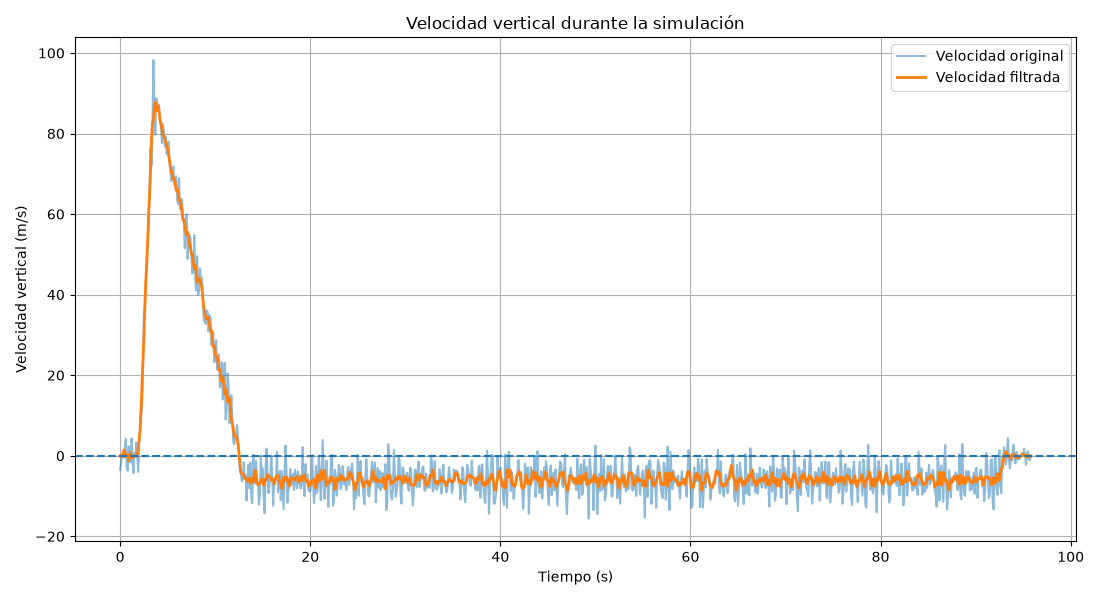 Velocidad vertical durante la simulación
Velocidad original
Velocidad filtrada
Velocidad vertical (m/s)
100
80
60
40
20
0
−20
0 20 40 60 80 100
Tiempo (s)